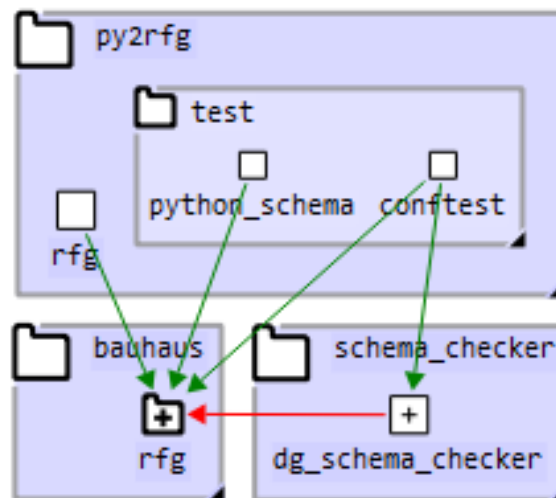 py2rfg
test
python_schema conftest
rfg
bauhaus schema_checker
rfg dg_schema_checker